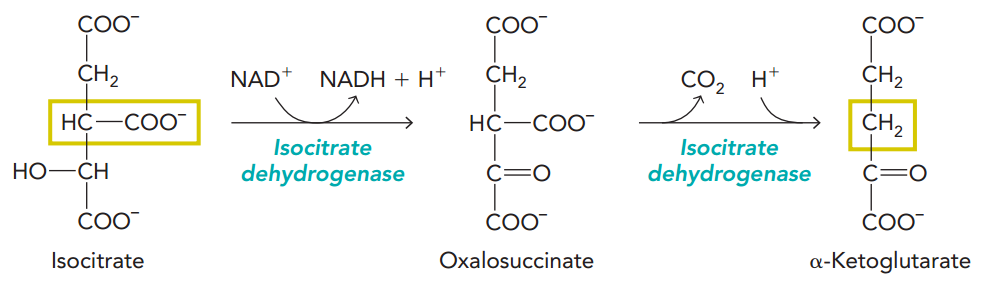 COO⁻ COO⁻ COO⁻
CH₂ NAD⁺ NADH + H⁺ CH₂ CO₂ H⁺ CH₂
HC—COO⁻ HC—COO⁻ CH₂
Isocitrate Isocitrate
HO—CH dehydrogenase C=O dehydrogenase C=O
COO⁻ COO⁻ COO⁻
Isocitrate Oxalosuccinate α-Ketoglutarate